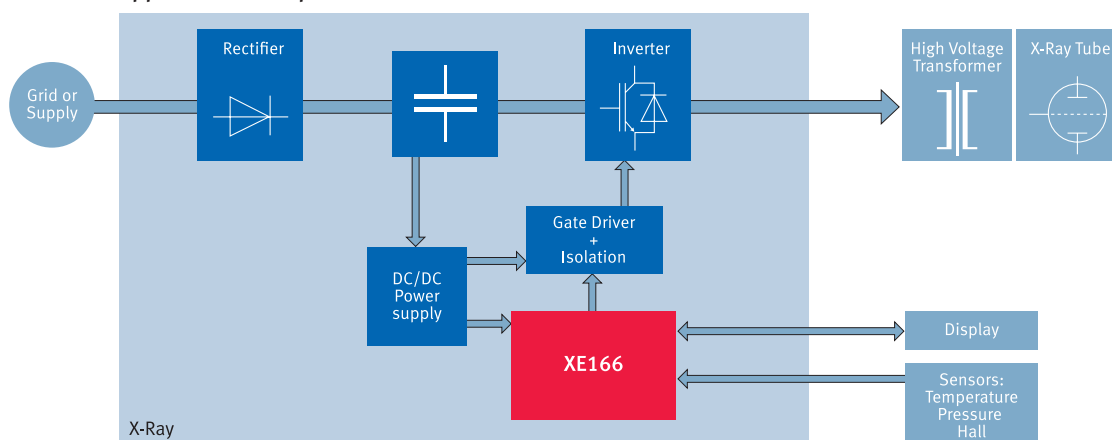 Rectifier
Inverter
High Voltage
Transformer
X-Ray Tube
Grid or
Supply
Gate Driver
+
Isolation
DC/DC
Power
supply
XE166
Display
Sensors:
Temperature
Pressure
Hall
X-Ray